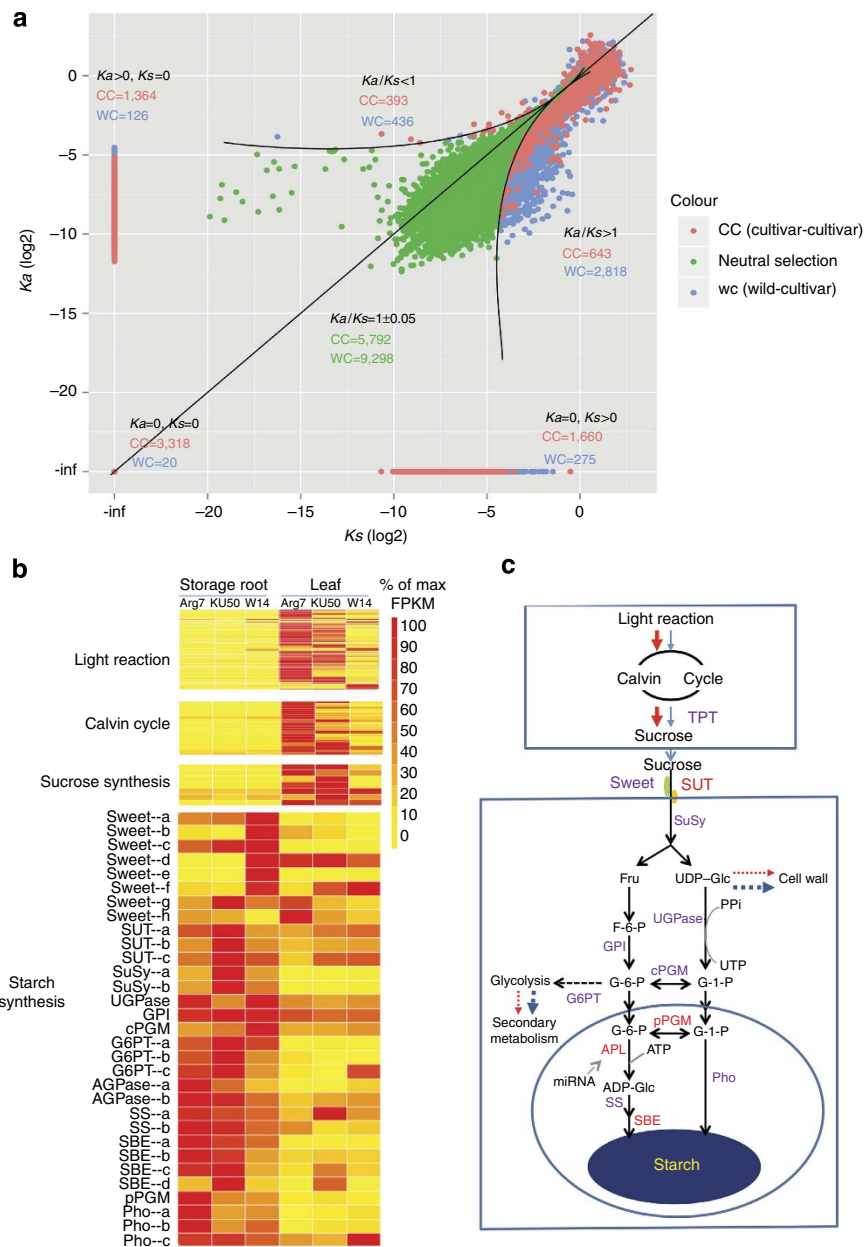 a
0
−5
−10
−15
−20
-inf
Ka (log2)
Ka>0, Ks=0
CC=1,364
WC=126
Ka/Ks<1
CC=393
WC=436
Ka/Ks>1
CC=643
WC=2,818
Ka/Ks=1±0.05
CC=5,792
WC=9,298
Ka=0, Ks=0
CC=3,318
WC=20
Ka=0, Ks>0
CC=1,660
WC=275
-inf
−20
−15
−10
−5
0
Ks (log2)
Colour
CC (cultivar-cultivar)
Neutral selection
wc (wild-cultivar)
b
Storage root
Leaf
% of max
FPKM
Arg7 KU50 W14 Arg7 KU50 W14
100
90
80
70
60
50
40
30
20
10
0
Light reaction
Calvin cycle
Sucrose synthesis
Starch
synthesis
Sweet--a
Sweet--b
Sweet--c
Sweet--d
Sweet--e
Sweet--f
Sweet--g
Sweet--h
SUT--a
SUT--b
SUT--c
SuSy--a
SuSy--b
UGPase
GPI
cPGM
G6PT--a
G6PT--b
G6PT--c
AGPase--a
AGPase--b
SS--a
SS--b
SBE--a
SBE--b
SBE--c
SBE--d
pPGM
Pho--a
Pho--b
Pho--c
c
Light reaction
Calvin Cycle
TPT
Sucrose
Sucrose
Sweet SUT
SuSy
Fru UDP–Glc Cell wall
UGPase PPi
F-6-P
GPI
UTP
Glycolysis G-6-P cPGM G-1-P
G6PT
Secondary
metabolism
G-6-P pPGM G-1-P
APL ATP
miRNA
ADP-Glc
Pho
SS
SBE
Starch